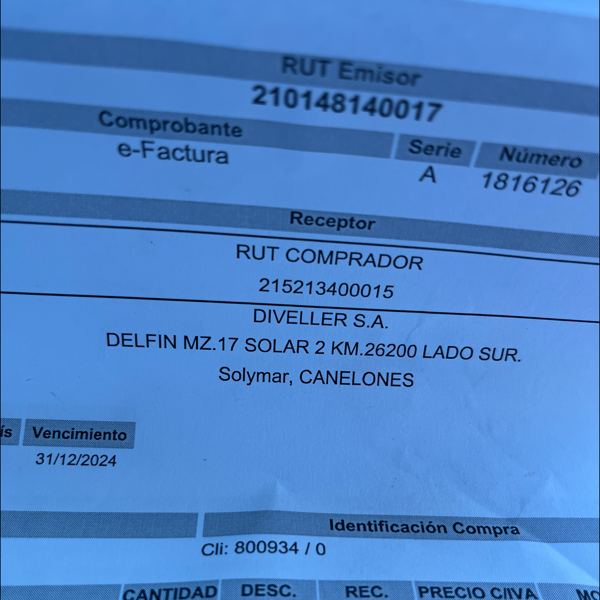 RUT Emisor
210148140017
Comprobante Serie Número
e-Factura A 1816126
Receptor
RUT COMPRADOR
215213400015
DIVELLER S.A.
DELFIN MZ.17 SOLAR 2 KM.26200 LADO SUR.
Solymar, CANELONES
ís Vencimiento
31/12/2024
Identificación Compra
Cli: 800934 / 0
CANTIDAD DESC. REC. PRECIO C/IVA MO